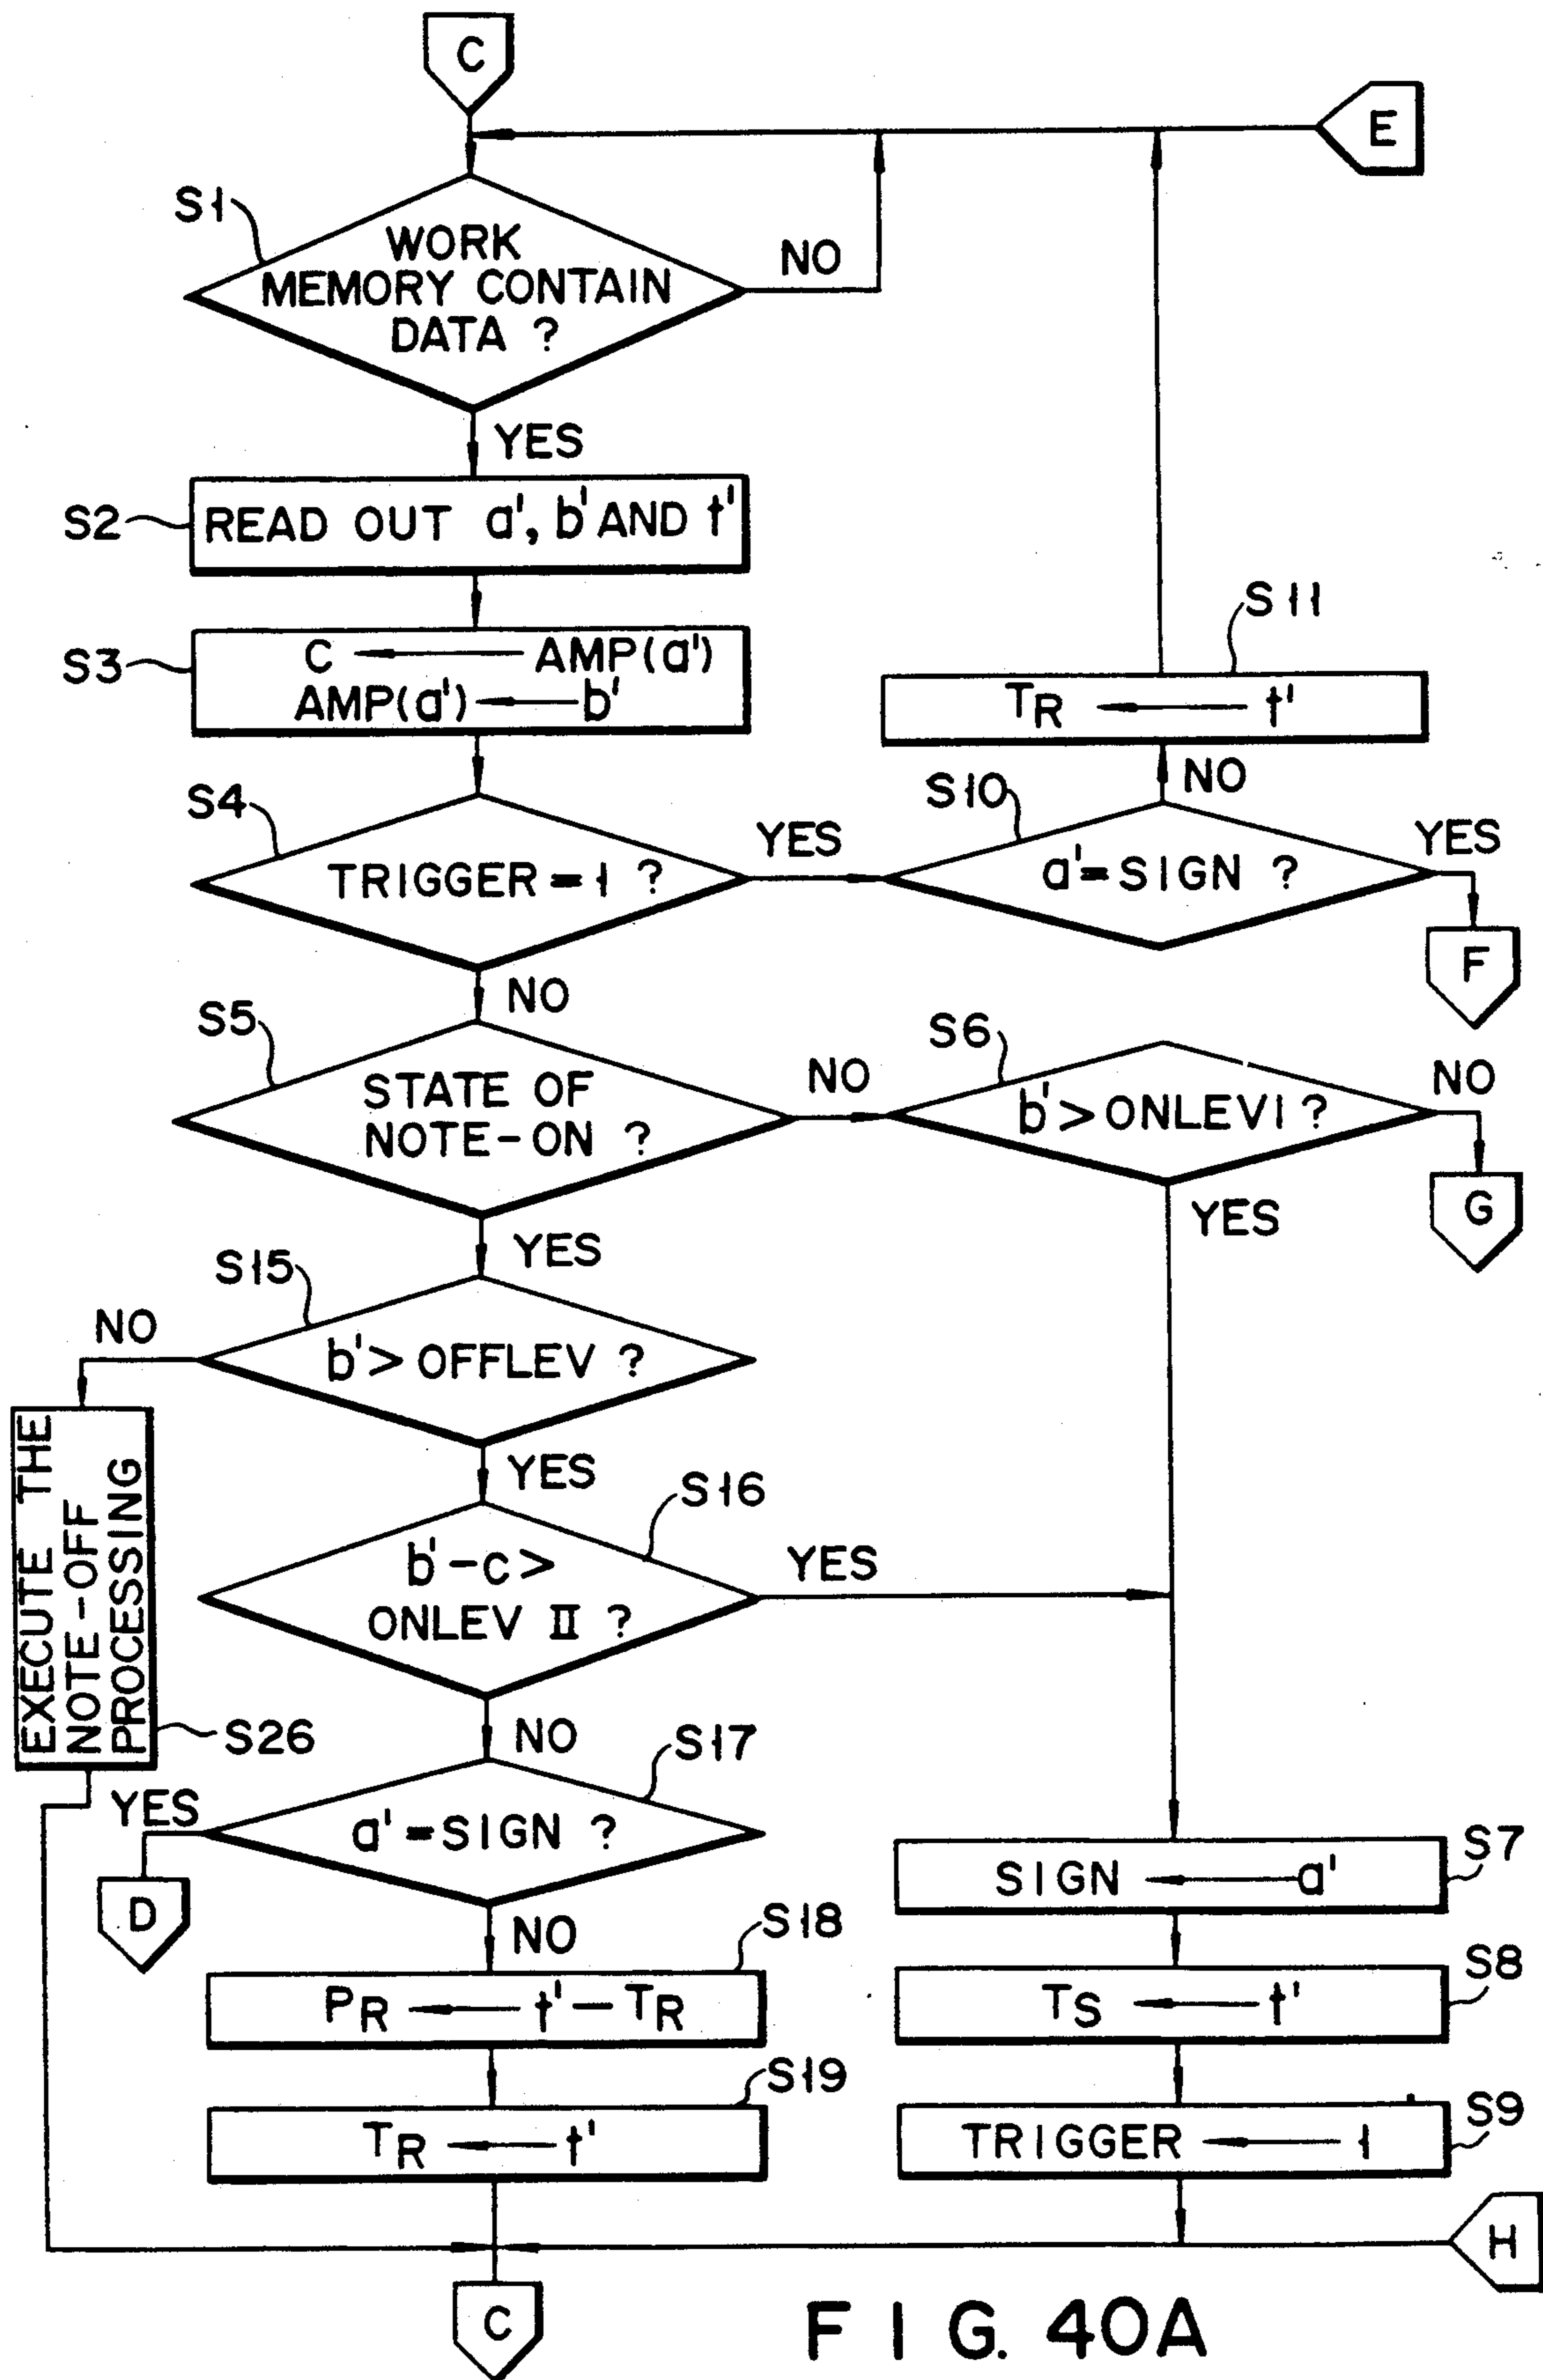 C
E
S1
WORK
MEMORY CONTAIN
DATA ?
NO
YES
S2
READ OUT a', b' AND t'
S3
C ← AMP(a')
AMP(a') ← b'
S11
TR ← t'
NO
S4
TRIGGER = 1 ?
YES
S10
a' = SIGN ?
YES
F
NO
S5
STATE OF
NOTE-ON ?
NO
S6
b' > ONLEVI ?
NO
G
YES
YES
S15
b' > OFFLEV ?
NO
EXECUTE THE
NOTE-OFF
PROCESSING
S26
YES
S16
b' - c >
ONLEV II ?
YES
NO
S17
a' = SIGN ?
YES
D
NO
S7
SIGN ← a'
S18
PR ← t' - TR
S8
TS ← t'
S19
TR ← t'
S9
TRIGGER ← 1
H
C
FIG. 40A